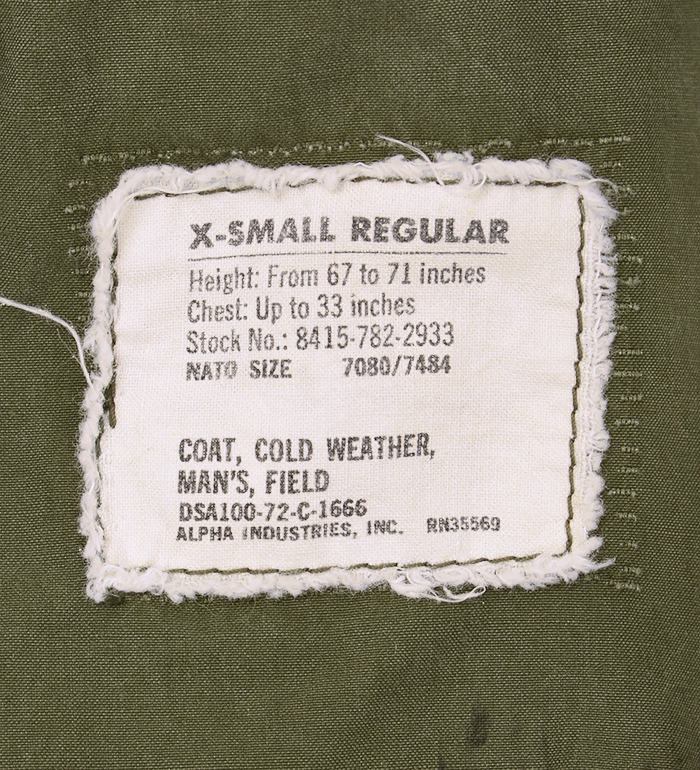 X-SMALL REGULAR
Height: From 67 to 71 inches
Chest: Up to 33 inches
Stock No.: 8415-782-2933
NATO SIZE 7080/7484
COAT, COLD WEATHER,
MAN'S, FIELD
DSA100-72-C-1666
ALPHA INDUSTRIES, INC. RN35569